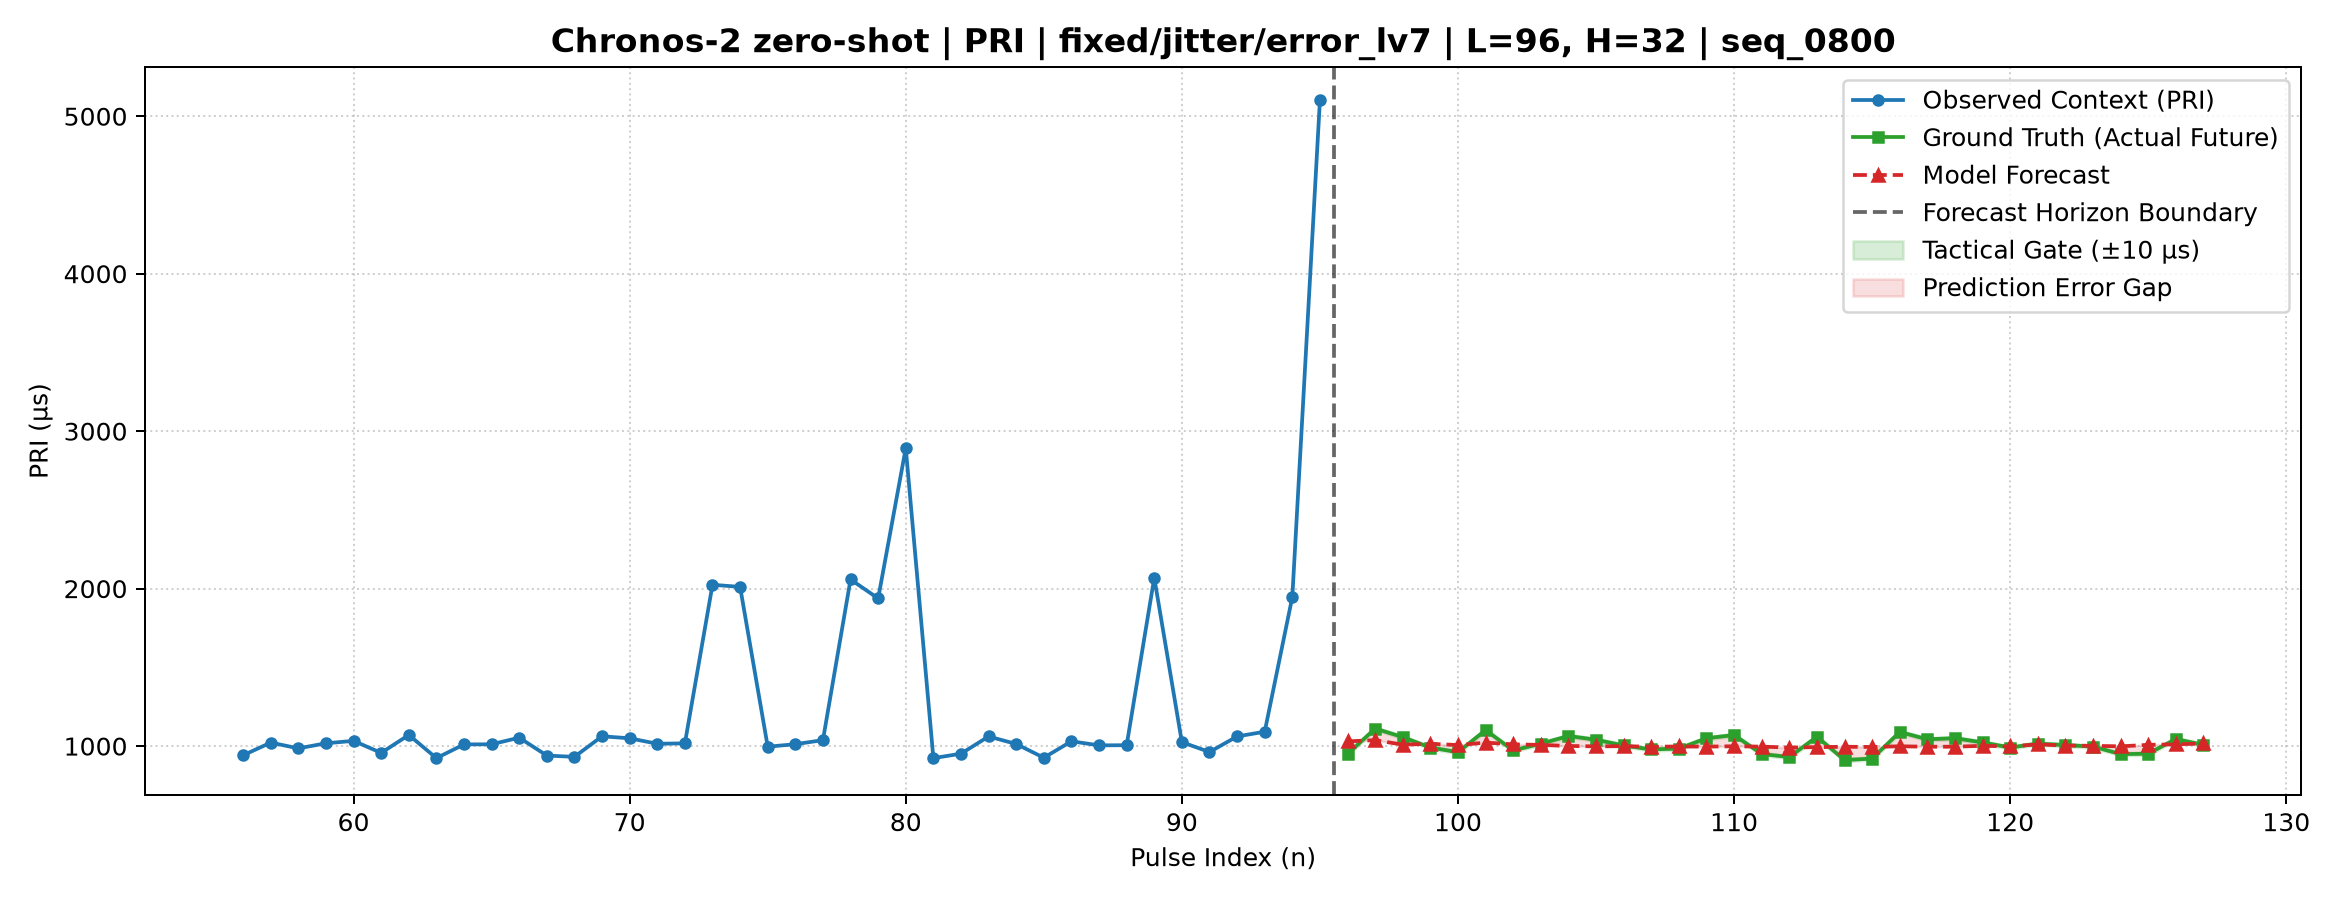 Chronos-2 zero-shot | PRI | fixed/jitter/error_lv7 | L=96, H=32 | seq_0800
PRI (µs)
5000
4000
3000
2000
1000
Observed Context (PRI)
Ground Truth (Actual Future)
Model Forecast
Forecast Horizon Boundary
Tactical Gate (±10 µs)
Prediction Error Gap
60 70 80 90 100 110 120 130
Pulse Index (n)